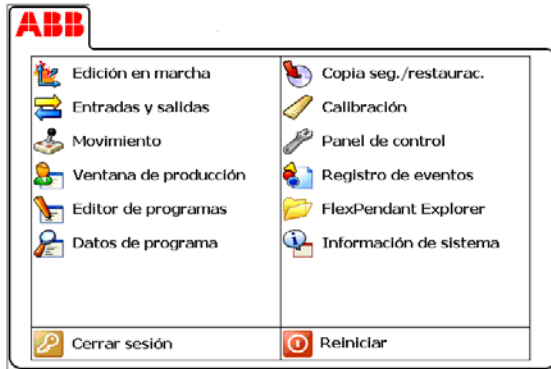 ABB
Edición en marcha
Entradas y salidas
Movimiento
Ventana de producción
Editor de programas
Datos de programa
Copia seg./restaurac.
Calibración
Panel de control
Registro de eventos
FlexPendant Explorer
Información de sistema
Cerrar sesión
Reiniciar